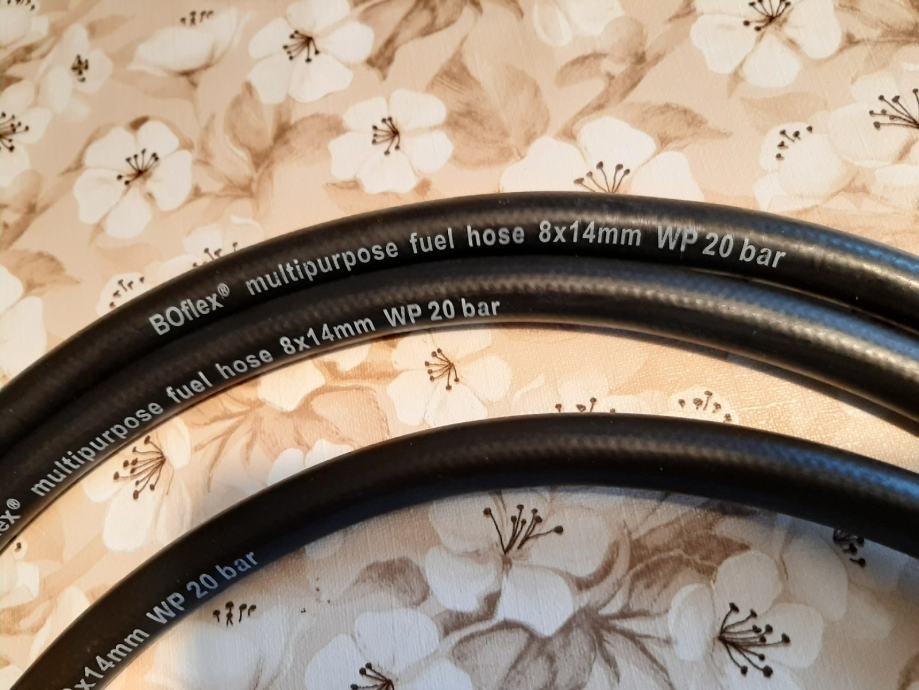 BOflex® multipurpose fuel hose 8x14mm WP 20 bar
ex® multipurpose fuel hose 8x14mm WP 20 bar
x14mm WP 20 bar